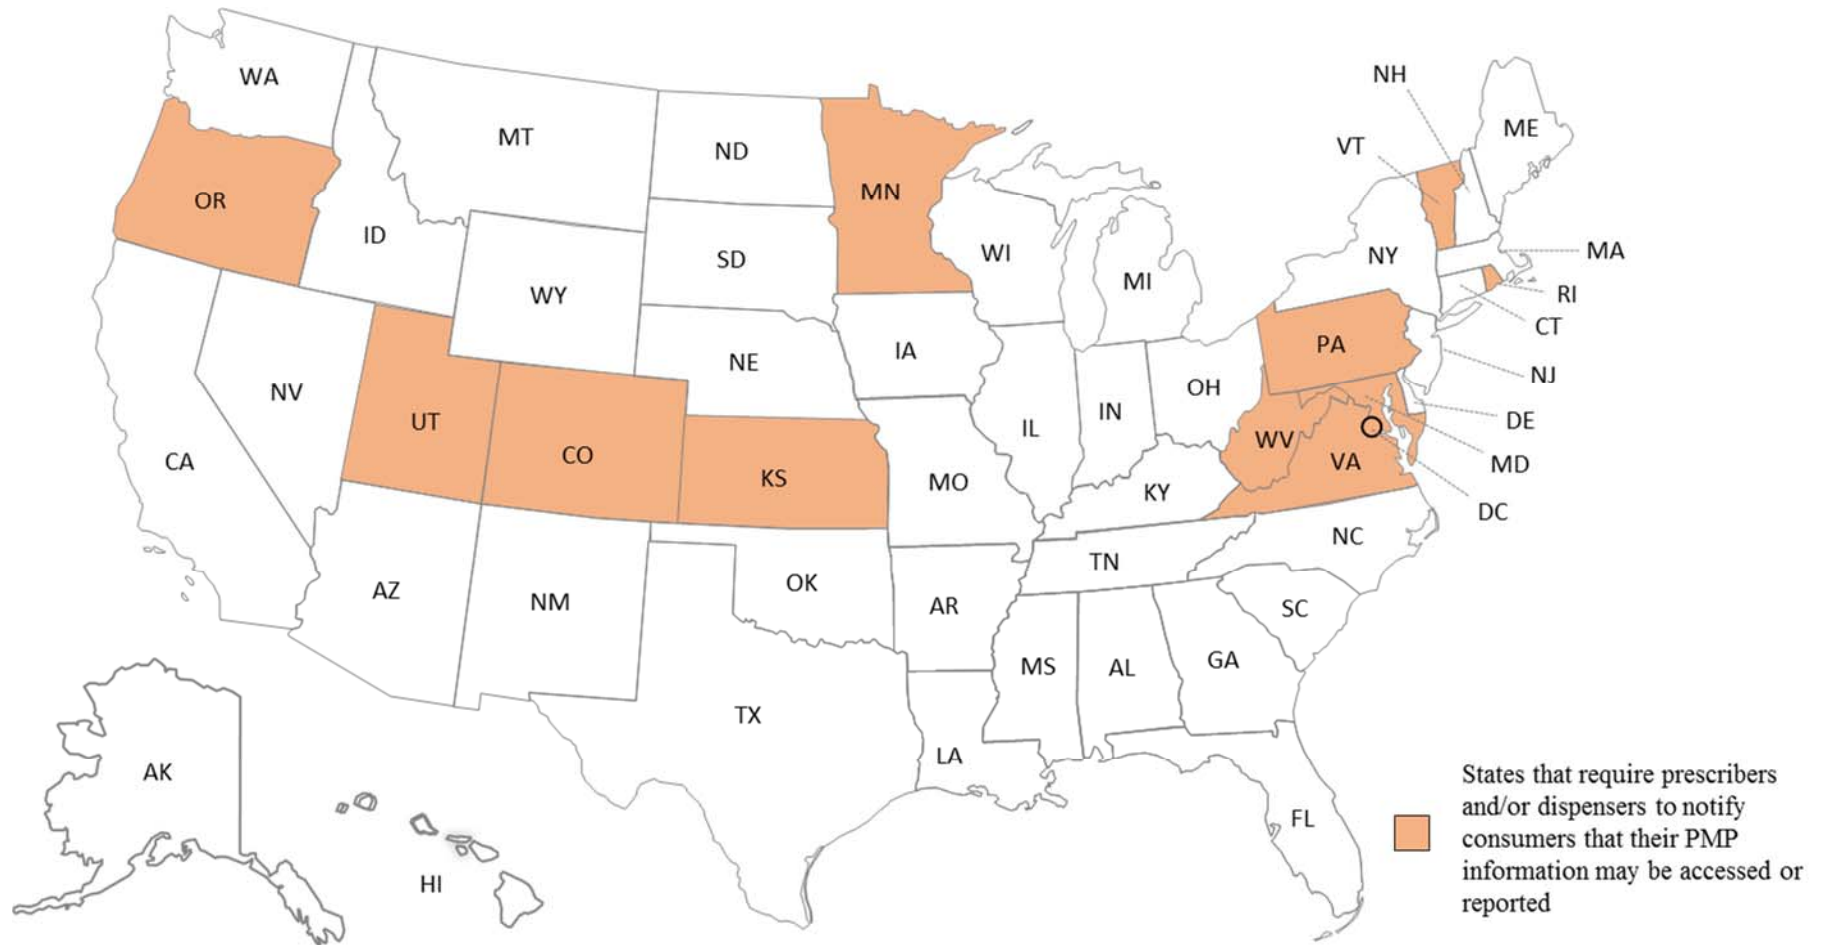 WA
MT
ND
MN
OR
ID
SD
WI
MI
NH
VT
ME
NY
MA
RI
CT
WY
NE
IA
PA
NJ
NV
UT
CO
KS
IL
IN
OH
DE
WV
VA
MD
DC
CA
MO
KY
NC
AZ
NM
OK
AR
TN
SC
MS
AL
GA
TX
LA
FL
AK
HI
States that require prescribers
and/or dispensers to notify
consumers that their PMP
information may be accessed or
reported